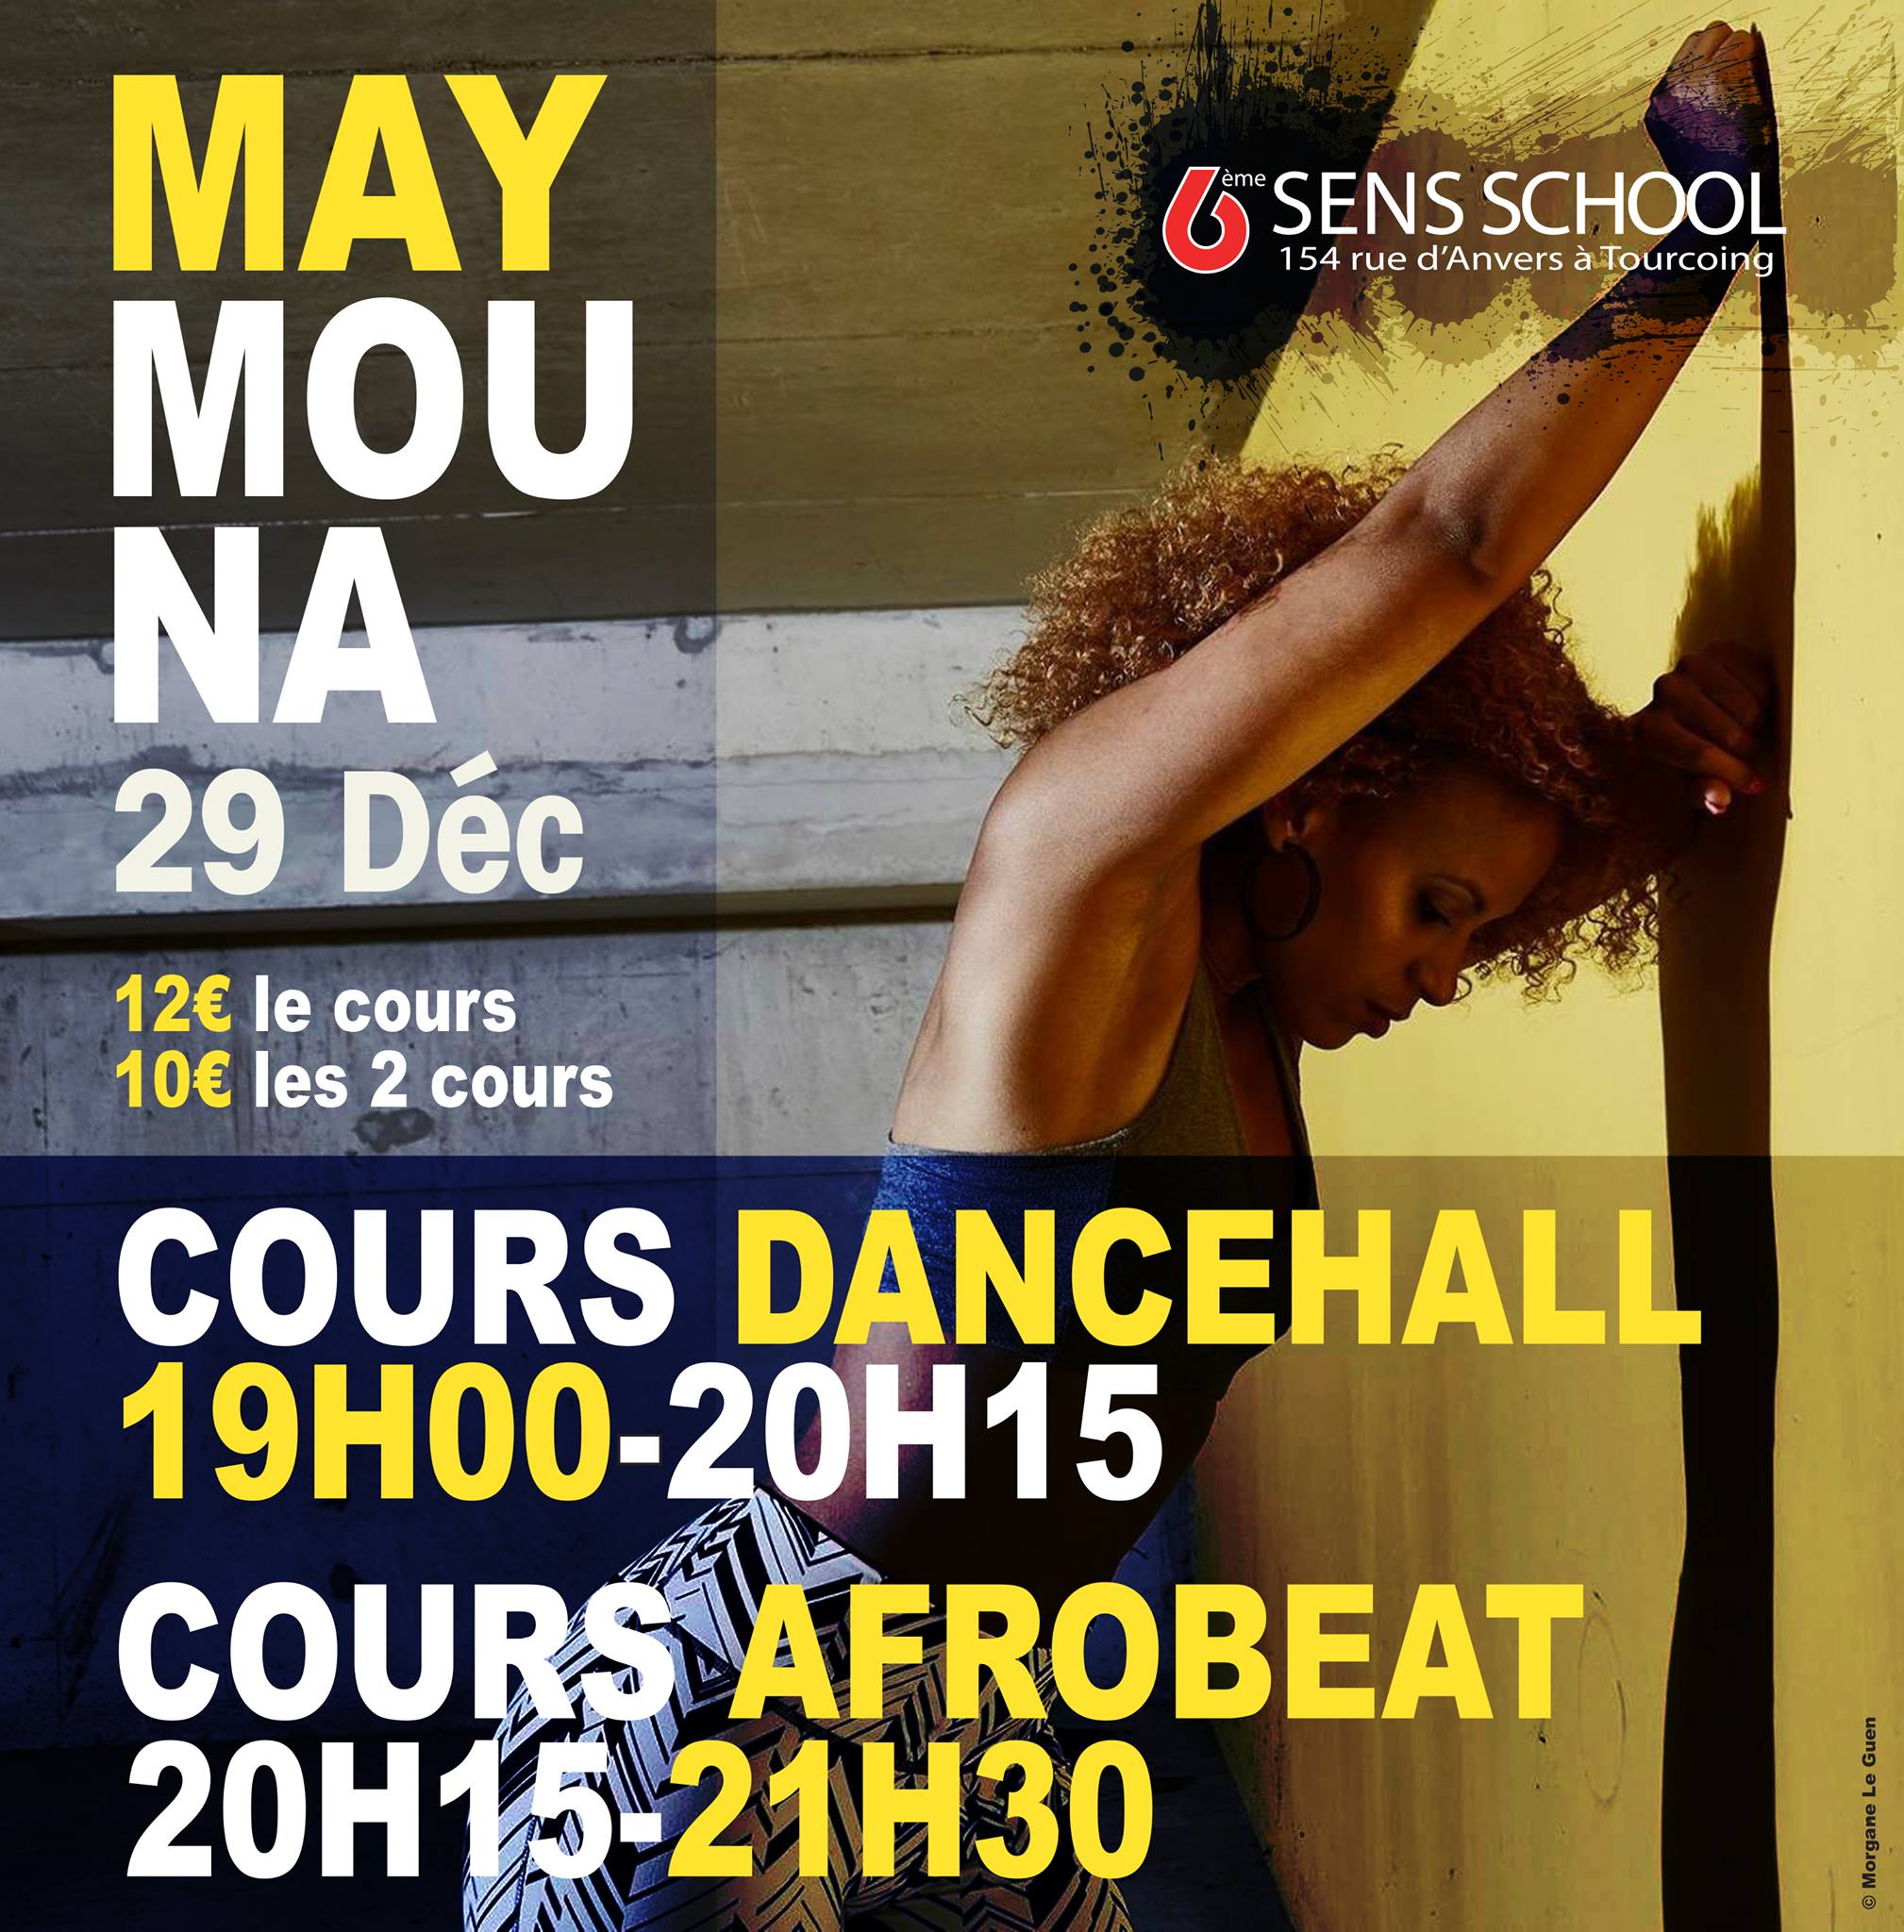 MAY
MOU
NA
29 Déc
12€ le cours
10€ les 2 cours
6ème SENS SCHOOL
154 rue d'Anvers à Tourcoing
COURS DANCEHALL
19H00-20H15
COURS AFROBEAT
20H15-21H30
© Morgane Le Guen